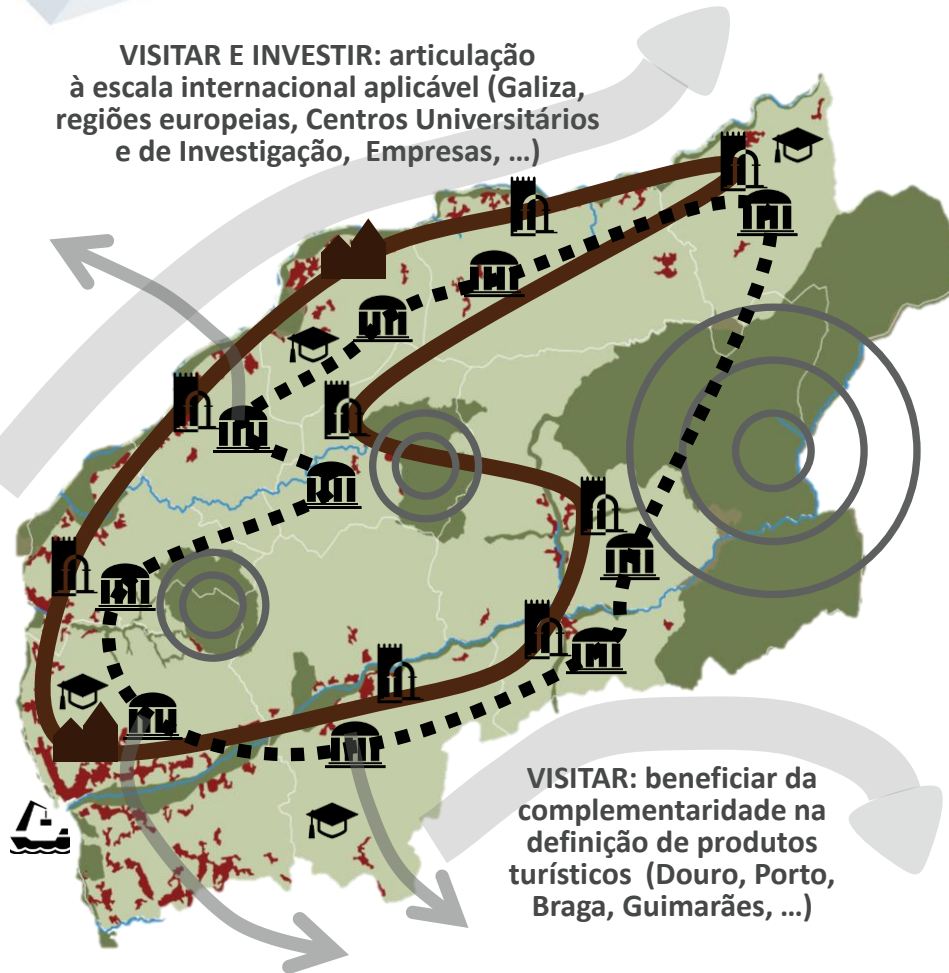 VISITAR E INVESTIR: articulação
à escala internacional aplicável (Galiza,
regiões europeias, Centros Universitários
e de Investigação, Empresas, ...)
VISITAR: beneficiar da
complementaridade na
definição de produtos
turísticos (Douro, Porto,
Braga, Guimarães, ...)